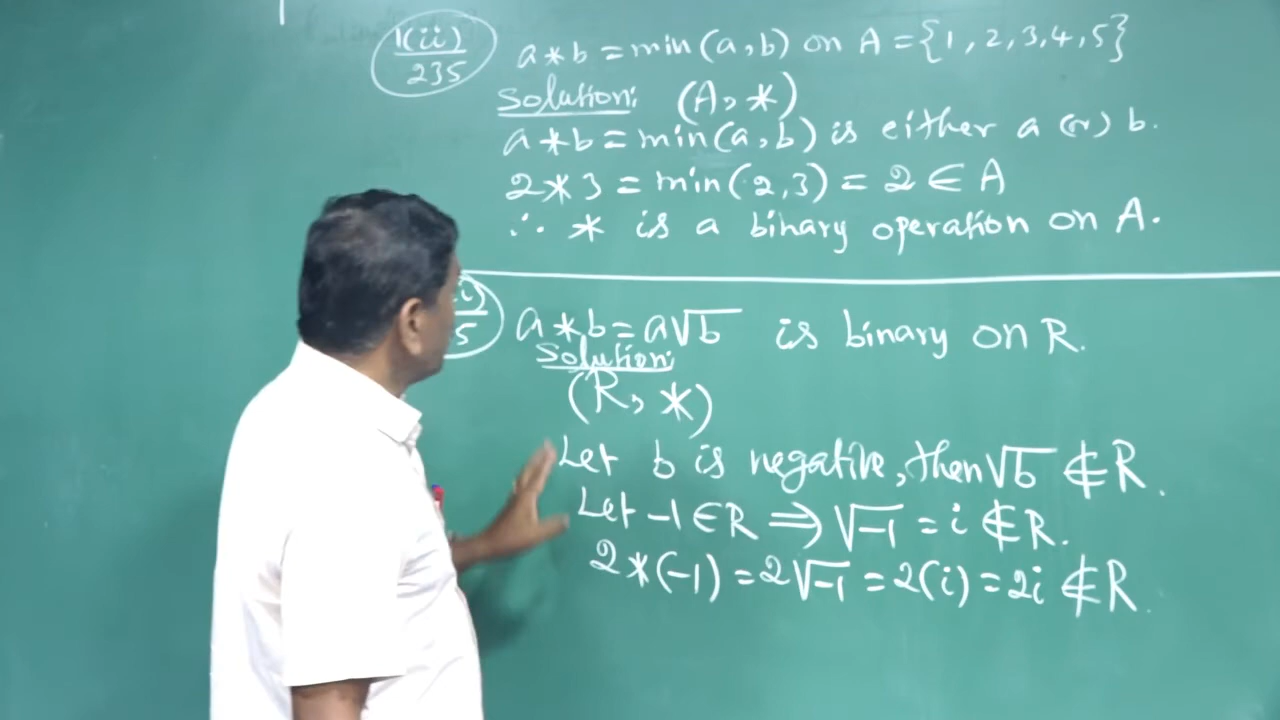 1(ii)
235
a*b = min(a,b) on A = {1, 2, 3, 4, 5}
Solution: (A, *)
a*b = min(a,b) is either a (or) b.
2*3 = min(2,3) = 2 ∈ A
∴ * is a binary operation on A.
i)
5
a*b = a√b is binary on R.
Solution:
(R, *)
Let b is negative, then √b ∉ R.
Let -1 ∈ R ⇒ √-1 = i ∉ R.
2*(-1) = 2√-1 = 2(i) = 2i ∉ R.